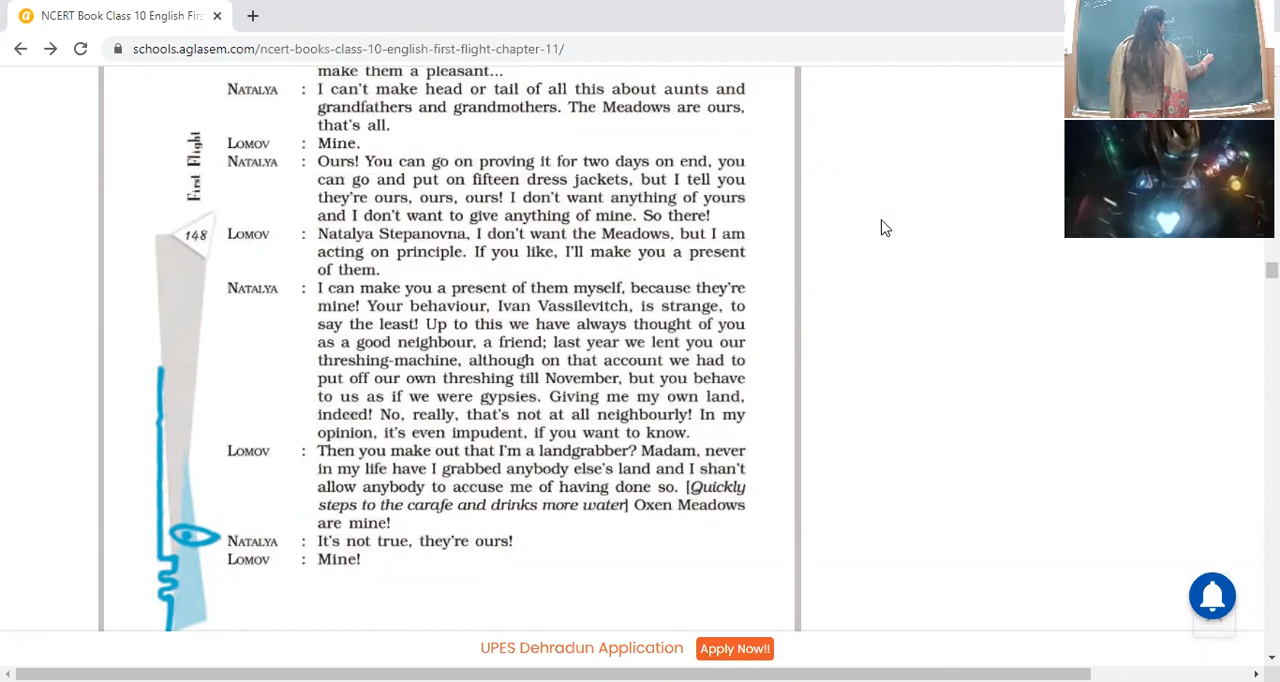 NCERT Book Class 10 English Firs
schools.aglasem.com/ncert-books-class-10-english-first-flight-chapter-11/
make them a pleasant...
NATALYA : I can't make head or tail of all this about aunts and
grandfathers and grandmothers. The Meadows are ours,
that's all.
LOMOV : Mine.
NATALYA : Ours! You can go on proving it for two days on end, you
can go and put on fifteen dress jackets, but I tell you
they're ours, ours, ours! I don't want anything of yours
and I don't want to give anything of mine. So there!
First Flight
148
LOMOV : Natalya Stepanovna, I don't want the Meadows, but I am
acting on principle. If you like, I'll make you a present
of them.
NATALYA : I can make you a present of them myself, because they're
mine! Your behaviour, Ivan Vassilevitch, is strange, to
say the least! Up to this we have always thought of you
as a good neighbour, a friend; last year we lent you our
threshing-machine, although on that account we had to
put off our own threshing till November, but you behave
to us as if we were gypsies. Giving me my own land,
indeed! No, really, that's not at all neighbourly! In my
opinion, it's even impudent, if you want to know.
LOMOV : Then you make out that I'm a landgrabber? Madam, never
in my life have I grabbed anybody else's land and I shan't
allow anybody to accuse me of having done so. [Quickly
steps to the carafe and drinks more water] Oxen Meadows
are mine!
NATALYA : It's not true, they're ours!
LOMOV : Mine!
UPES Dehradun Application Apply Now!!